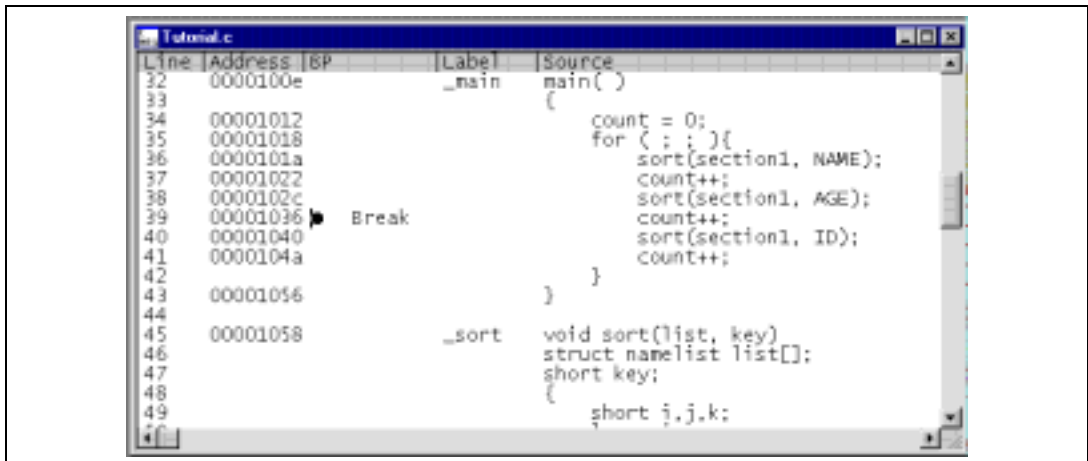 Tutorial.c
Line Address BP Label Source
32 0000100e _main main( )
33 {
34 00001012 count = 0;
35 00001018 for ( ; ; ){
36 0000101a sort(section1, NAME);
37 00001022 count++;
38 0000102c sort(section1, AGE);
39 00001036 Break count++;
40 00001040 sort(section1, ID);
41 0000104a count++;
42 }
43 00001056 }
44
45 00001058 _sort void sort(list, key)
46 struct namelist list[];
47 short key;
48 {
49 short i,j,k;